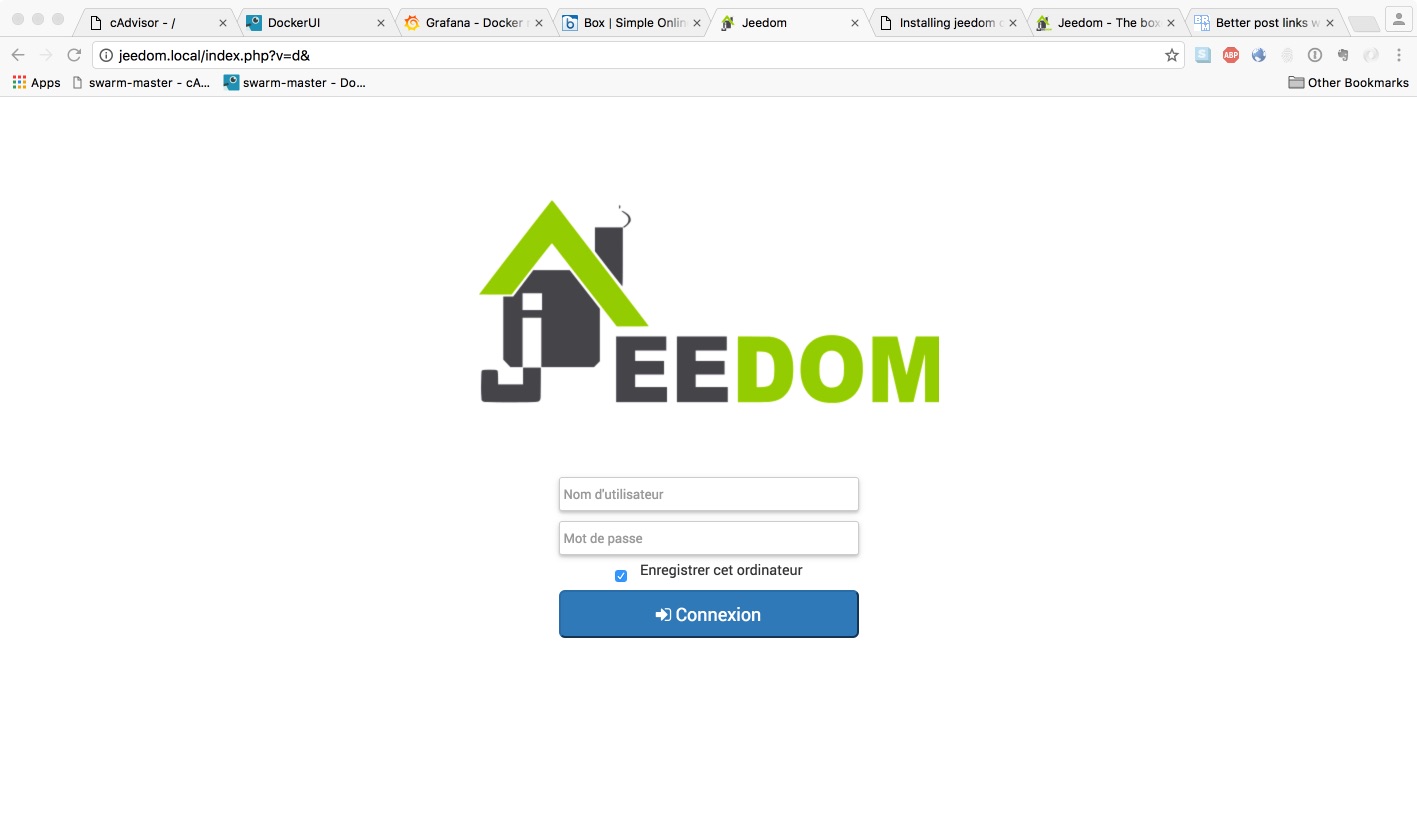 cAdvisor - /
DockerUI
Grafana - Docker
Box | Simple Onlin
Jeedom
Installing jeedom
Jeedom - The box
Better post links w
jeedom.local/index.php?v=d&
S
ABP
Apps
swarm-master - cA...
swarm-master - Do...
Other Bookmarks
JEEDOM
Nom d'utilisateur
Mot de passe
Enregistrer cet ordinateur
Connexion